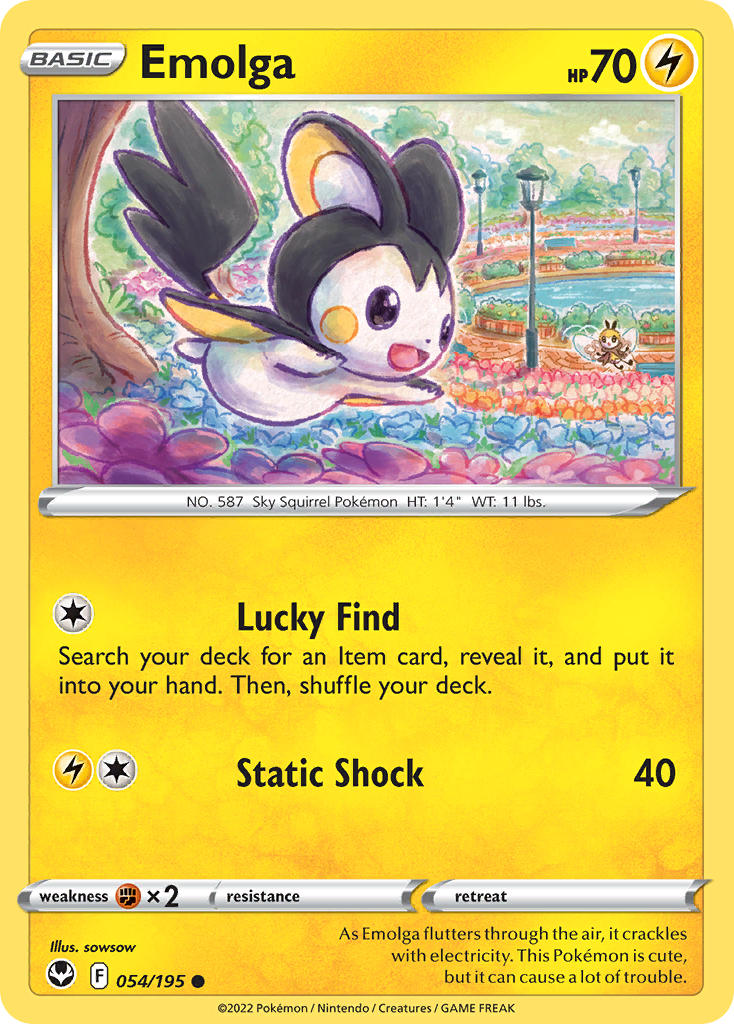 BASIC Emolga HP 70
NO. 587 Sky Squirrel Pokémon HT: 1'4" WT: 11 lbs.
Lucky Find
Search your deck for an Item card, reveal it, and put it
into your hand. Then, shuffle your deck.
Static Shock 40
weakness ×2 resistance retreat
As Emolga flutters through the air, it crackles
with electricity. This Pokémon is cute,
but it can cause a lot of trouble.
Illus. sowsow
F 054/195
©2022 Pokémon / Nintendo / Creatures / GAME FREAK